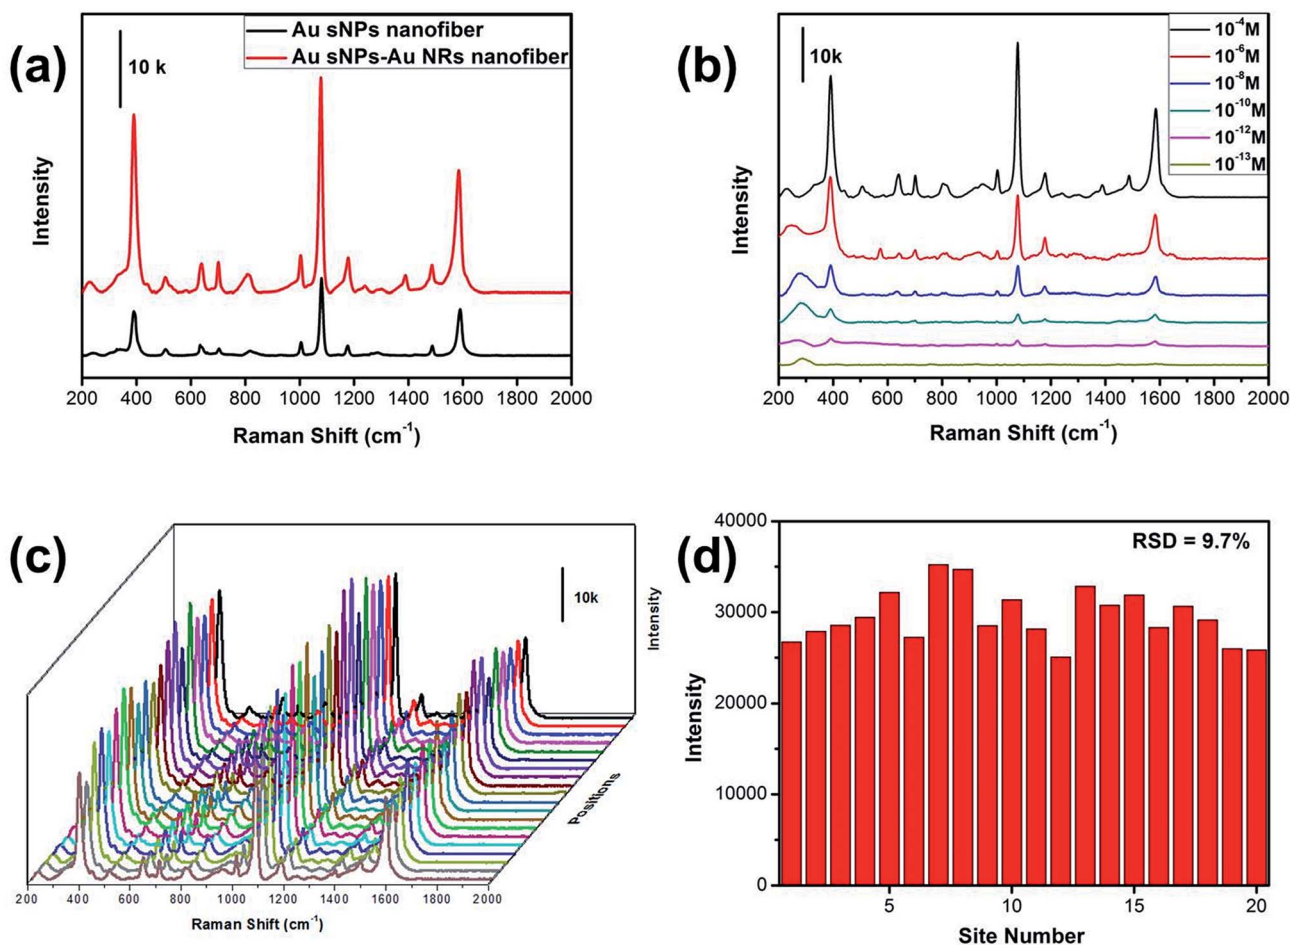 (a)
10 k
Au sNPs nanofiber
Au sNPs-Au NRs nanofiber
Intensity
200 400 600 800 1000 1200 1400 1600 1800 2000
Raman Shift (cm⁻¹)
(b)
10k
10⁻⁴M
10⁻⁶M
10⁻⁸M
10⁻¹⁰M
10⁻¹²M
10⁻¹³M
Intensity
200 400 600 800 1000 1200 1400 1600 1800 2000
Raman Shift (cm⁻¹)
(c)
10k
Intensity
Positions
200 400 600 800 1000 1200 1400 1600 1800 2000
Raman Shift (cm⁻¹)
(d)
RSD = 9.7%
40000
30000
20000
10000
0
Intensity
5 10 15 20
Site Number